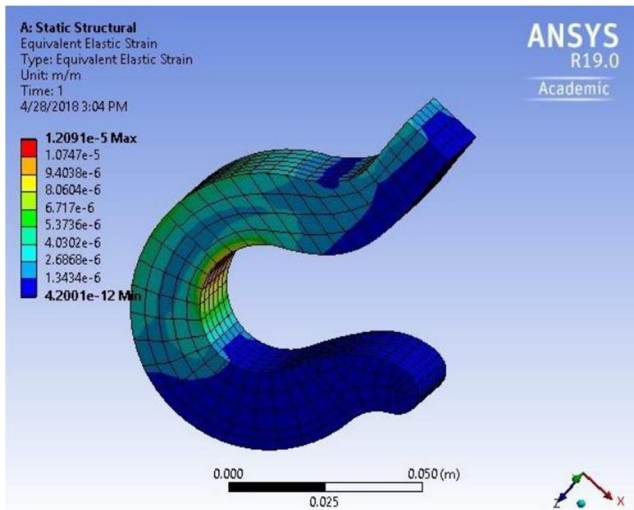 A: Static Structural
Equivalent Elastic Strain
Type: Equivalent Elastic Strain
Unit: m/m
Time: 1
4/28/2018 3:04 PM
ANSYS
R19.0
Academic
1.2091e-5 Max
1.0747e-5
9.4038e-6
8.0604e-6
6.717e-6
5.3736e-6
4.0302e-6
2.6868e-6
1.3434e-6
4.2001e-12 Min
0.000
0.050 (m)
0.025
Z
X